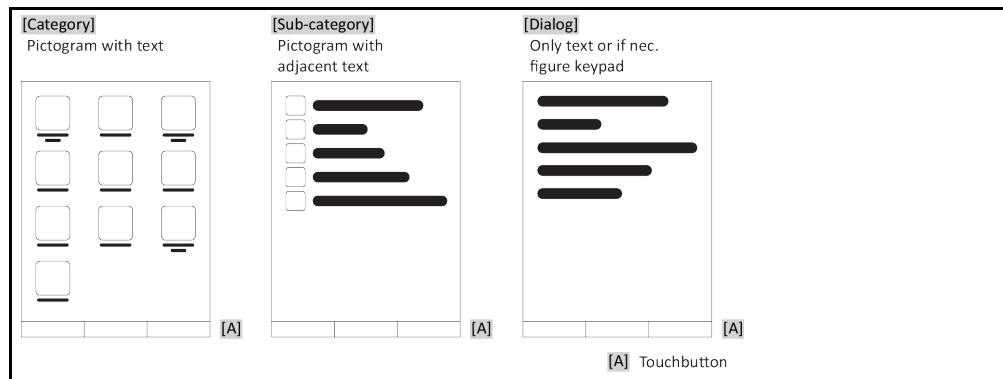 [Category]
Pictogram with text
[Sub-category]
Pictogram with
adjacent text
[Dialog]
Only text or if nec.
figure keypad
[A]
[A]
[A]
[A] Touchbutton